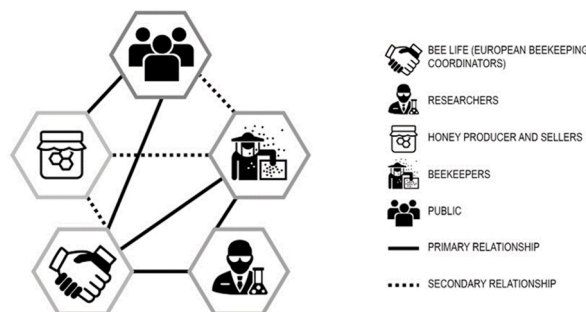 BEE LIFE (EUROPEAN BEEKEEPING
COORDINATORS)
RESEARCHERS
HONEY PRODUCER AND SELLERS
BEEKEEPERS
PUBLIC
PRIMARY RELATIONSHIP
SECONDARY RELATIONSHIP